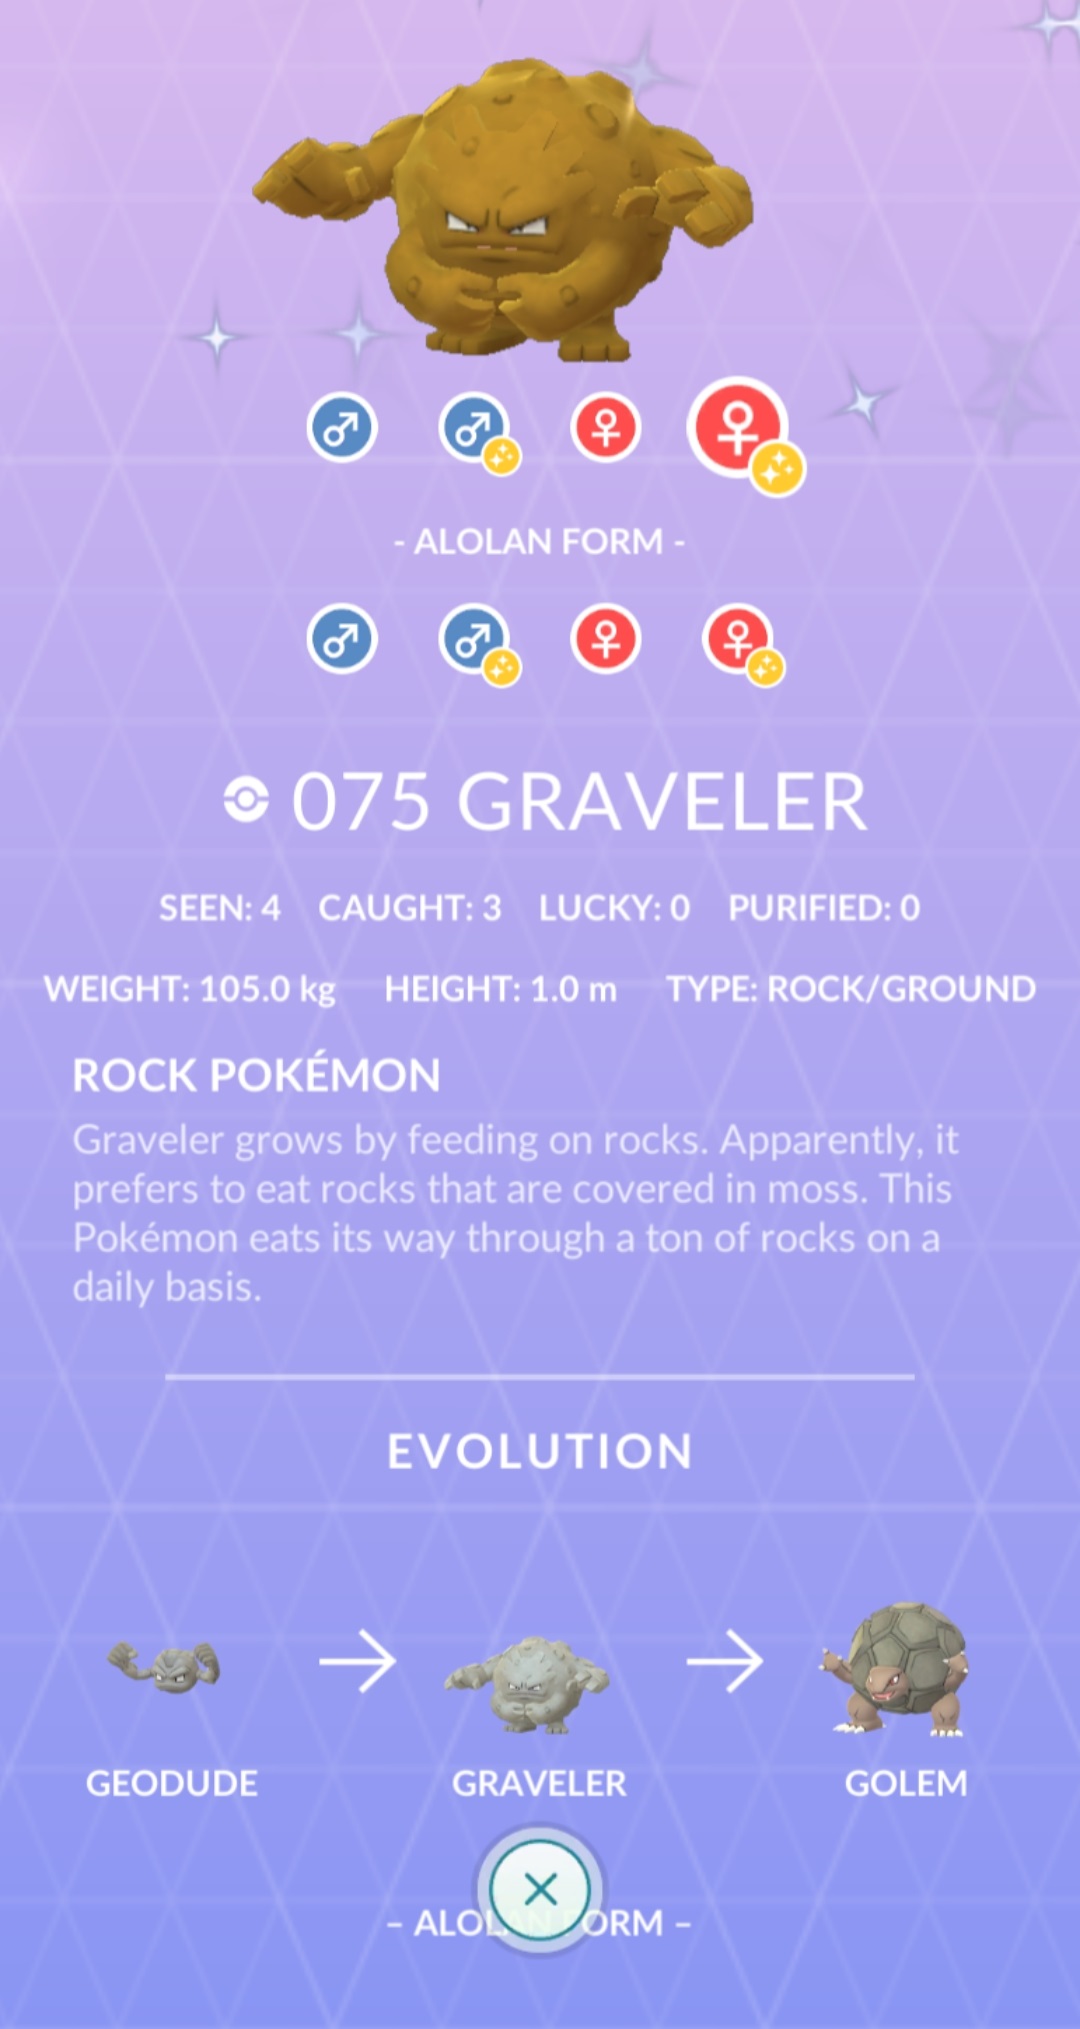 - ALOLAN FORM -
075 GRAVELER
SEEN: 4 CAUGHT: 3 LUCKY: 0 PURIFIED: 0
WEIGHT: 105.0 kg HEIGHT: 1.0 m TYPE: ROCK/GROUND
ROCK POKÉMON
Graveler grows by feeding on rocks. Apparently, it
prefers to eat rocks that are covered in moss. This
Pokémon eats its way through a ton of rocks on a
daily basis.
EVOLUTION
GEODUDE GRAVELER GOLEM
– ALOLAN FORM –